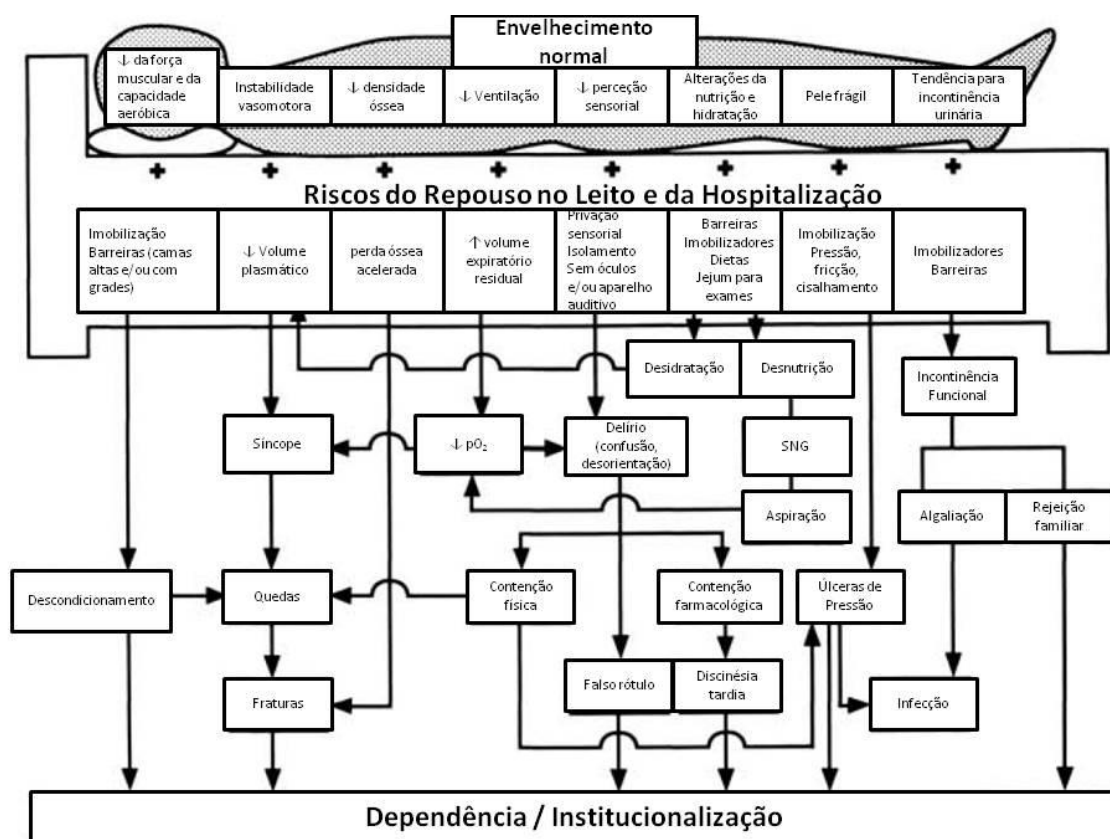 Envelhecimento
normal
↓ da força
muscular e da
capacidade
aeróbica
Instabilidade
vasomotora
↓ densidade
óssea
↓ Ventilação
↓ perceção
sensorial
Alterações da
nutrição e
hidratação
Pele frágil
Tendência para
incontinência
urinária
+ + + + + + + +
Riscos do Repouso no Leito e da Hospitalização
Imobilização
Barreiras (camas
altas e/ou com
grades)
↓ Volume
plasmático
perda óssea
acelerada
↑ volume
expiratório
residual
Privação
sensorial
Isolamento
Sem óculos
e/ou aparelho
auditivo
Barreiras
Imobilizadores
Dietas
Jejum para
exames
Imobilização
Pressão,
fricção,
cisalhamento
Imobilizadores
Barreiras
Desidratação
Desnutrição
Incontinência
Funcional
Síncope
↓ pO₂
Delírio
(confusão,
desorientação)
SNG
Aspiração
Algaliação
Rejeição
familiar
Descondicionamento
Quedas
Contenção
física
Contenção
farmacológica
Úlceras de
Pressão
Fraturas
Falso rótulo
Discinésia
tardia
Infecção
Dependência / Institucionalização